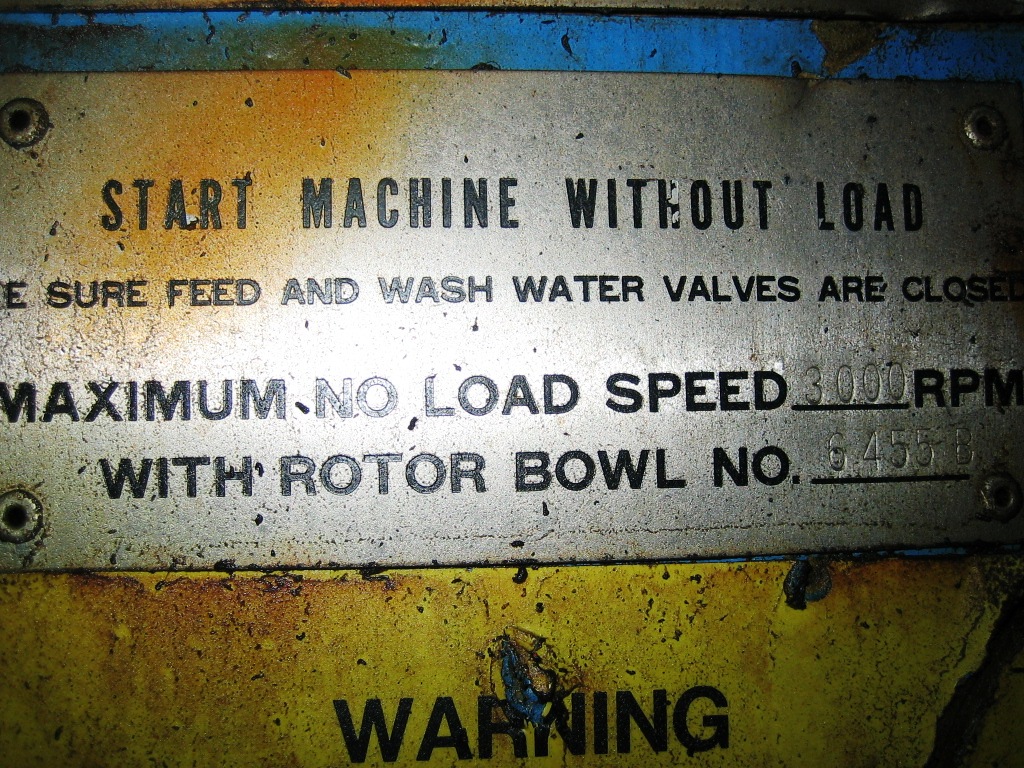 START MACHINE WITHOUT LOAD
E SURE FEED AND WASH WATER VALVES ARE CLOSED
MAXIMUM NO LOAD SPEED 3000 RPM
WITH ROTOR BOWL NO. 6455 B
WARNING